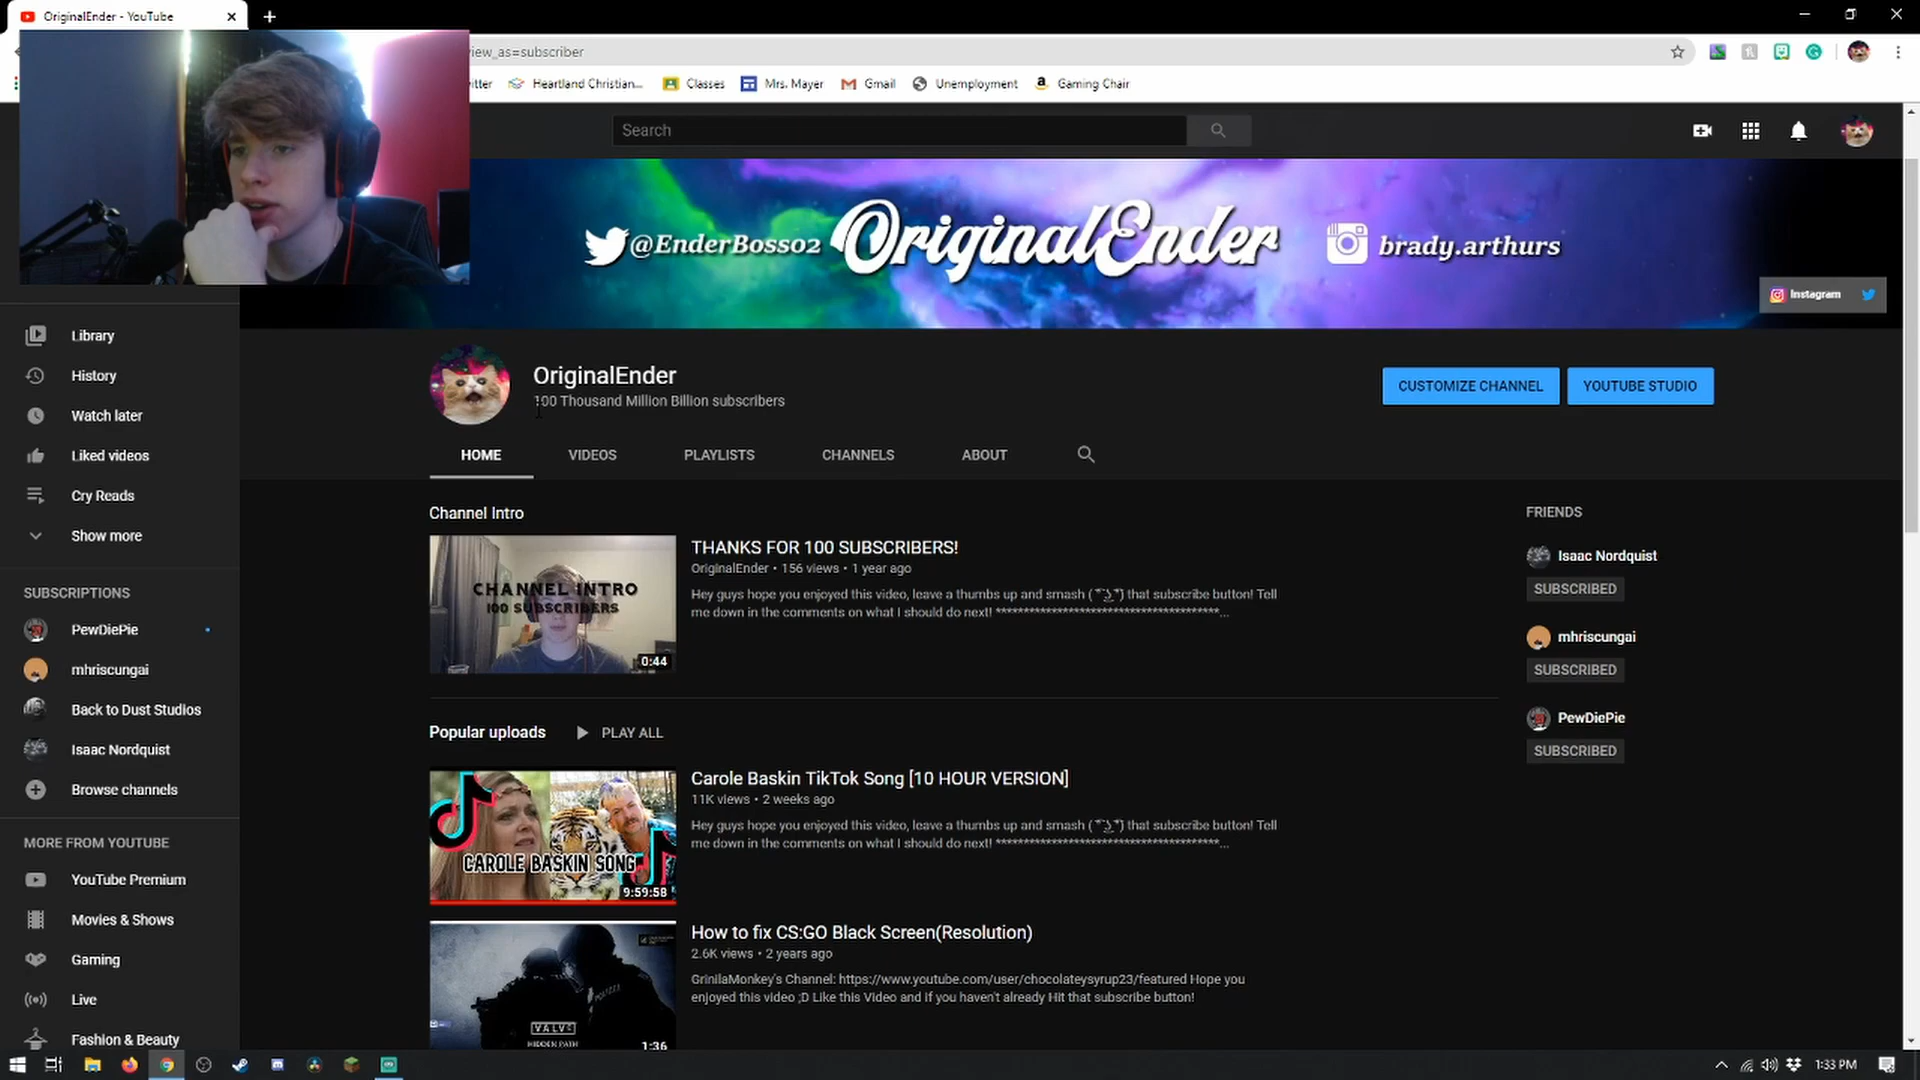 OriginalEnder - YouTube
view_as=subscriber
itter
Heartland Christian...
Classes
Mrs. Mayer
Gmail
Unemployment
Gaming Chair
Search
@EnderBoss02
OriginalEnder
brady.arthurs
Instagram
OriginalEnder
100 Thousand Million Billion subscribers
CUSTOMIZE CHANNEL
YOUTUBE STUDIO
HOME
VIDEOS
PLAYLISTS
CHANNELS
ABOUT
Library
History
Watch later
Liked videos
Cry Reads
Show more
SUBSCRIPTIONS
PewDiePie
mhriscungai
Back to Dust Studios
Isaac Nordquist
Browse channels
MORE FROM YOUTUBE
YouTube Premium
Movies & Shows
Gaming
Live
Fashion & Beauty
Channel Intro
CHANNEL INTRO
100 SUBSCRIBERS
0:44
THANKS FOR 100 SUBSCRIBERS!
OriginalEnder • 156 views • 1 year ago
Hey guys hope you enjoyed this video, leave a thumbs up and smash ( ͡° ͜ʖ ͡°) that subscribe button! Tell
me down in the comments on what I should do next! **************************************...
Popular uploads
PLAY ALL
CAROLE BASKIN SONG
9:59:58
Carole Baskin TikTok Song [10 HOUR VERSION]
11K views • 2 weeks ago
Hey guys hope you enjoyed this video, leave a thumbs up and smash ( ͡° ͜ʖ ͡°) that subscribe button! Tell
me down in the comments on what I should do next! **************************************...
VALVE
HIDDEN PATH
1:36
How to fix CS:GO Black Screen(Resolution)
2.6K views • 2 years ago
GrinilaMonkey's Channel: https://www.youtube.com/user/chocolateysyrup23/featured Hope you
enjoyed this video ;D Like this Video and if you haven't already Hit that subscribe button!
FRIENDS
Isaac Nordquist
SUBSCRIBED
mhriscungai
SUBSCRIBED
PewDiePie
SUBSCRIBED
1:33 PM